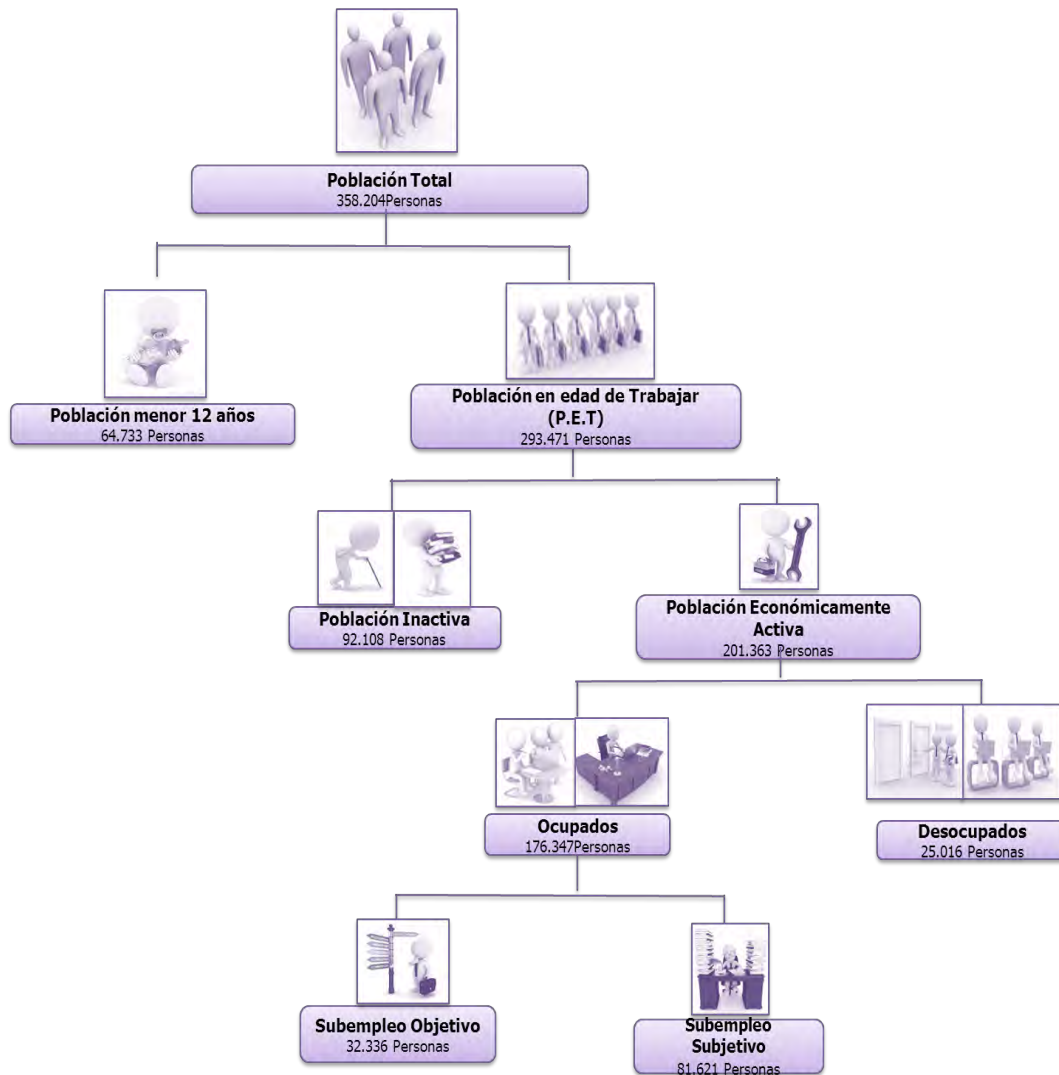 Población Total
358.204Personas
Población menor 12 años
64.733 Personas
Población en edad de Trabajar
(P.E.T)
293.471 Personas
Población Inactiva
92.108 Personas
Población Económicamente
Activa
201.363 Personas
Ocupados
176.347Personas
Desocupados
25.016 Personas
Subempleo Objetivo
32.336 Personas
Subempleo
Subjetivo
81.621 Personas